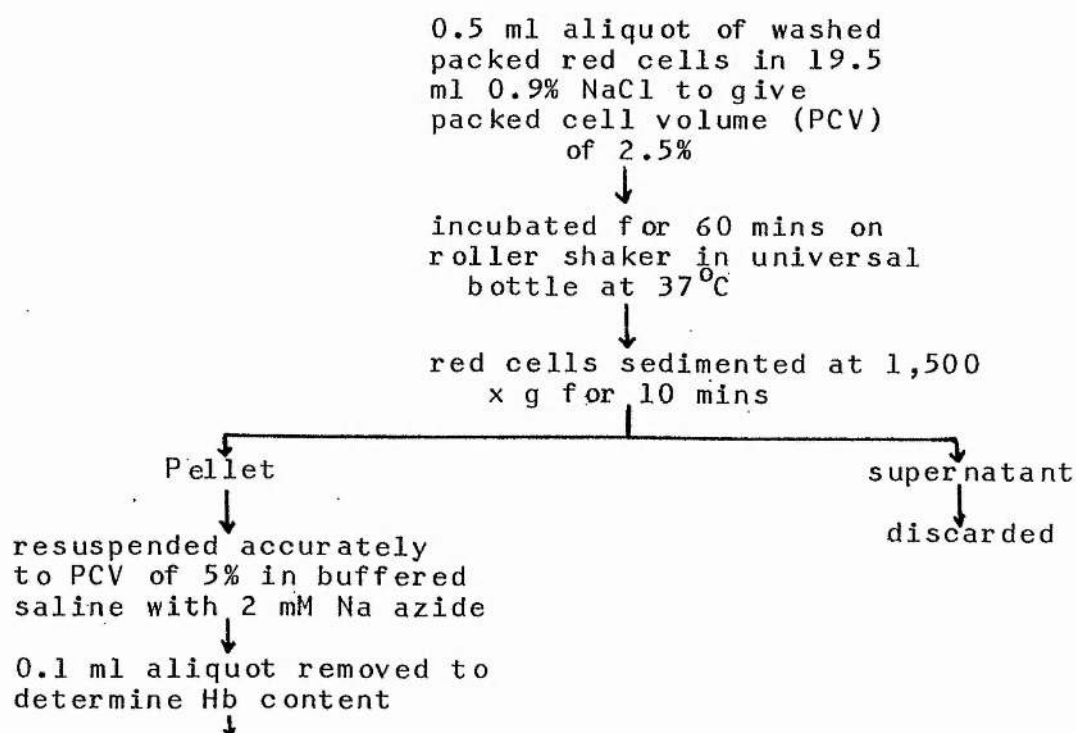 0.5 ml aliquot of washed
packed red cells in 19.5
ml 0.9% NaCl to give
packed cell volume (PCV)
of 2.5%
incubated for 60 mins on
roller shaker in universal
bottle at 37°C
red cells sedimented at 1,500
x g for 10 mins
Pellet
supernatant
discarded
resuspended accurately
to PCV of 5% in buffered
saline with 2 mM Na azide
0.1 ml aliquot removed to
determine Hb content